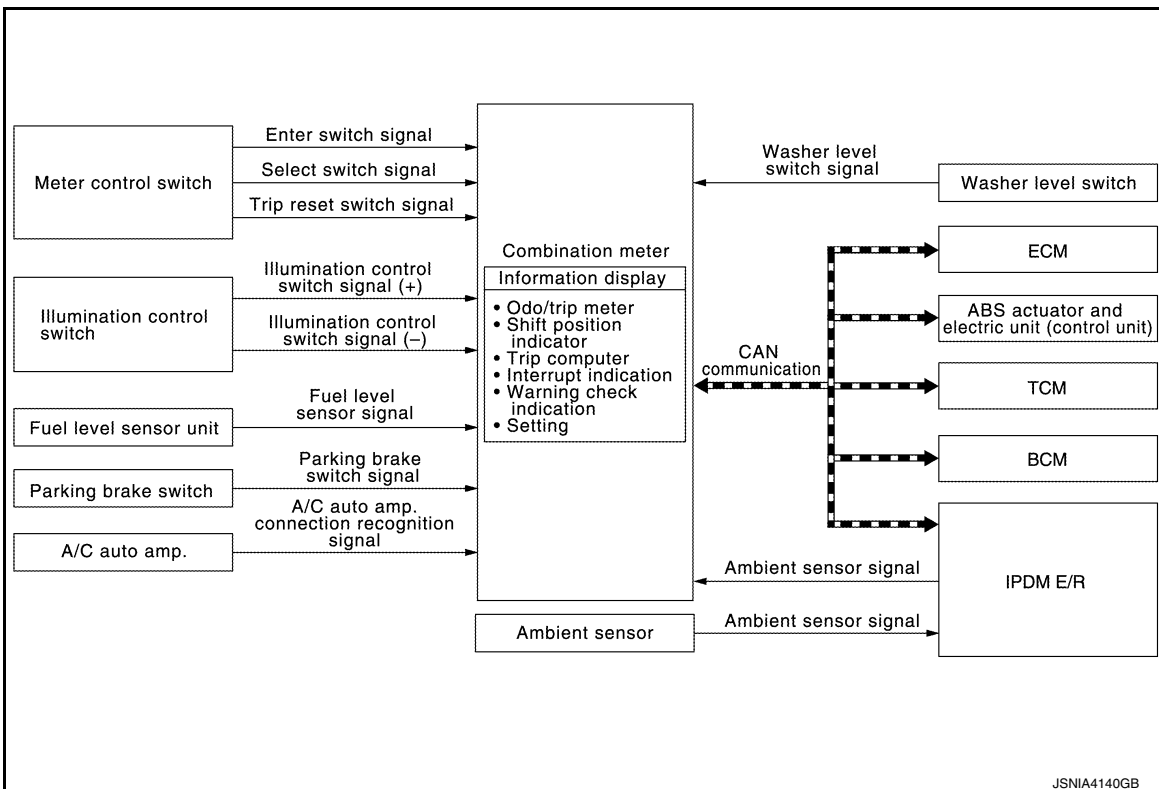 Meter control switch
Enter switch signal
Select switch signal
Trip reset switch signal
Illumination control
switch
Illumination control
switch signal (+)
Illumination control
switch signal (–)
Fuel level sensor unit
Fuel level
sensor signal
Parking brake switch
Parking brake
switch signal
A/C auto amp.
A/C auto amp.
connection recognition
signal
Combination meter
Information display
• Odo/trip meter
• Shift position
indicator
• Trip computer
• Interrupt indication
• Warning check
indication
• Setting
Ambient sensor
Washer level
switch signal
Washer level switch
CAN
communication
ECM
ABS actuator and
electric unit (control unit)
TCM
BCM
IPDM E/R
Ambient sensor signal
Ambient sensor signal
JSNIA4140GB